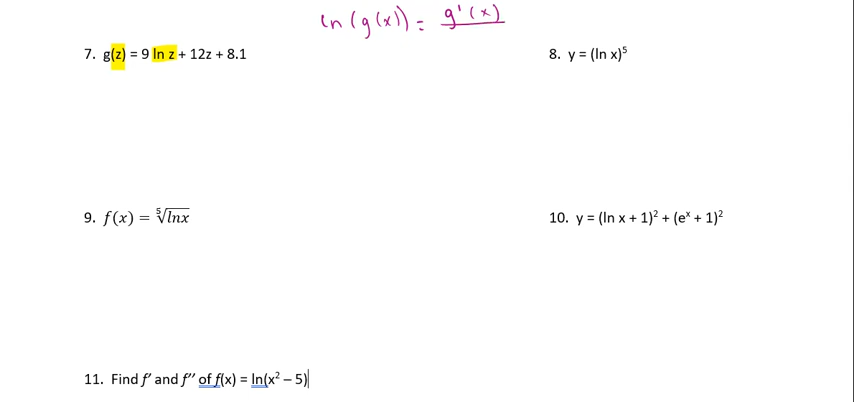 ln(g(x)) = g'(x)
7. g(z) = 9 ln z + 12z + 8.1
8. y = (ln x)⁵
9. f(x) = ⁵√lnx
10. y = (ln x + 1)² + (eˣ + 1)²
11. Find f′ and f′′ of f(x) = ln(x² – 5)